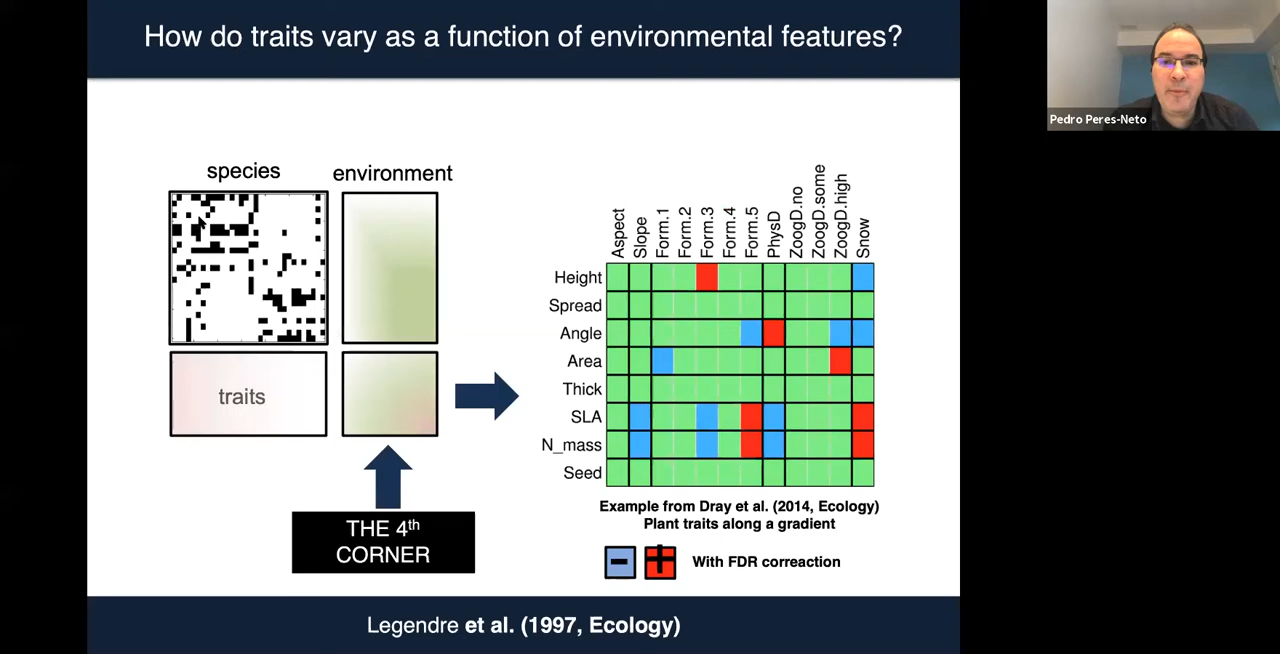 How do traits vary as a function of environmental features?
Pedro Peres-Neto
species
environment
traits
THE 4th
CORNER
Aspect
Slope
Form.1
Form.2
Form.3
Form.4
Form.5
PhysD
ZoogD.no
ZoogD.some
ZoogD.high
Snow
Height
Spread
Angle
Area
Thick
SLA
N_mass
Seed
Example from Dray et al. (2014, Ecology)
Plant traits along a gradient
With FDR correaction
Legendre et al. (1997, Ecology)